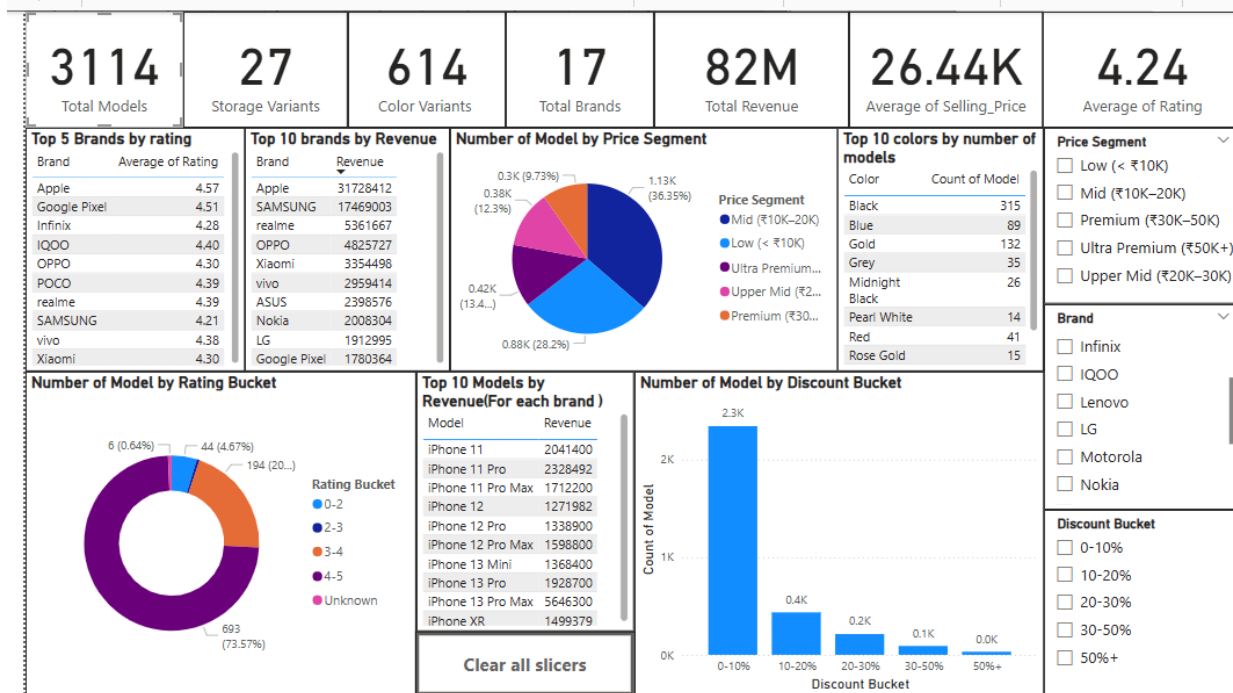 3114
Total Models
27
Storage Variants
614
Color Variants
17
Total Brands
82M
Total Revenue
26.44K
Average of Selling_Price
4.24
Average of Rating
Top 5 Brands by rating
Brand Average of Rating
Apple 4.57
Google Pixel 4.51
Infinix 4.28
IQOO 4.40
OPPO 4.30
POCO 4.39
realme 4.39
SAMSUNG 4.21
vivo 4.38
Xiaomi 4.30
Top 10 brands by Revenue
Brand Revenue
Apple 31728412
SAMSUNG 17469003
realme 5361667
OPPO 4825727
Xiaomi 3354498
vivo 2959414
ASUS 2398576
Nokia 2008304
LG 1912995
Google Pixel 1780364
Number of Model by Price Segment
0.3K (9.73%)
1.13K
(36.35%)
0.38K
(12.3%)
0.42K
(13.4...)
0.88K (28.2%)
Price Segment
Mid (₹10K–20K)
Low (< ₹10K)
Ultra Premium...
Upper Mid (₹2...
Premium (₹30...
Top 10 colors by number of
models
Color Count of Model
Black 315
Blue 89
Gold 132
Grey 35
Midnight 26
Black
Pearl White 14
Red 41
Rose Gold 15
Price Segment
Low (< ₹10K)
Mid (₹10K–20K)
Premium (₹30K–50K)
Ultra Premium (₹50K+)
Upper Mid (₹20K–30K)
Brand
Infinix
IQOO
Lenovo
LG
Motorola
Nokia
Discount Bucket
0-10%
10-20%
20-30%
30-50%
50%+
Number of Model by Rating Bucket
6 (0.64%)
44 (4.67%)
194 (20...)
693
(73.57%)
Rating Bucket
0-2
2-3
3-4
4-5
Unknown
Top 10 Models by
Revenue(For each brand )
Model Revenue
iPhone 11 2041400
iPhone 11 Pro 2328492
iPhone 11 Pro Max 1712200
iPhone 12 1271982
iPhone 12 Pro 1338900
iPhone 12 Pro Max 1598800
iPhone 13 Mini 1368400
iPhone 13 Pro 1928700
iPhone 13 Pro Max 5646300
iPhone XR 1499379
Clear all slicers
Number of Model by Discount Bucket
Count of Model
2K
1K
0K
2.3K
0.4K
0.2K
0.1K
0.0K
0-10% 10-20% 20-30% 30-50% 50%+
Discount Bucket